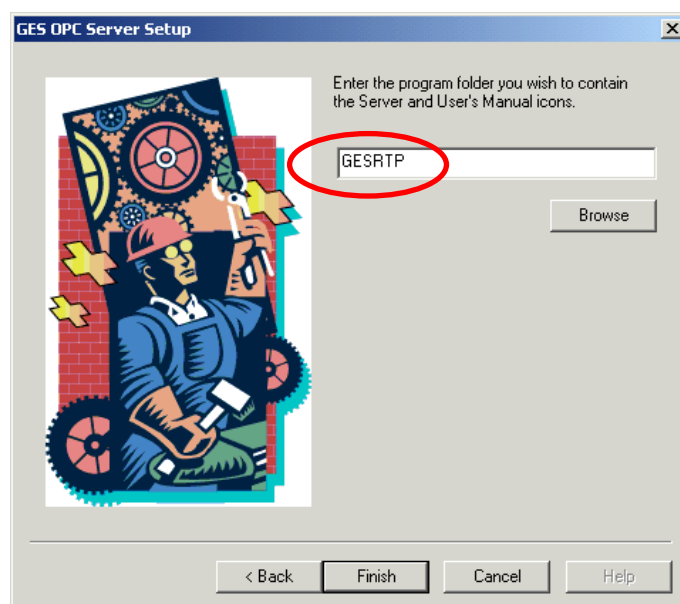 GES OPC Server Setup
Enter the program folder you wish to contain
the Server and User's Manual icons.
GESRTP
Browse
< Back
Finish
Cancel
Help